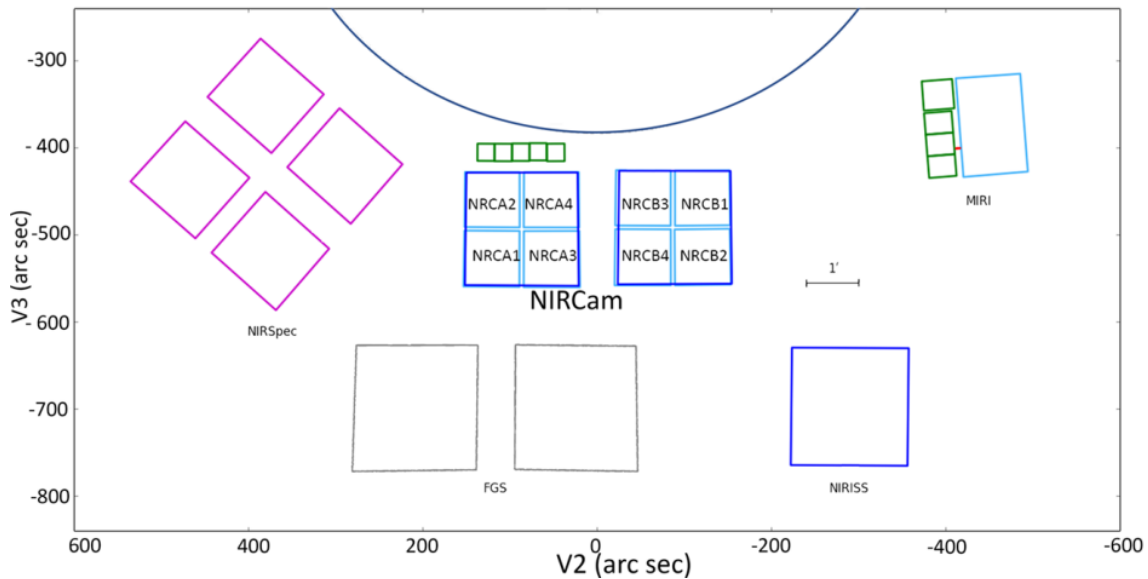 -300
- 400
-500
- 600
-700
-800
V3 (arc sec)
NRCA2 NRCA4
NRCA1 NRCA3
NRCB3 NRCB1
NRCB4 NRCB2
NIRCam
NIRSpec
MIRI
1′
FGS
NIRISS
600 400 200 0 -200 -400 -600
V2 (arc sec)